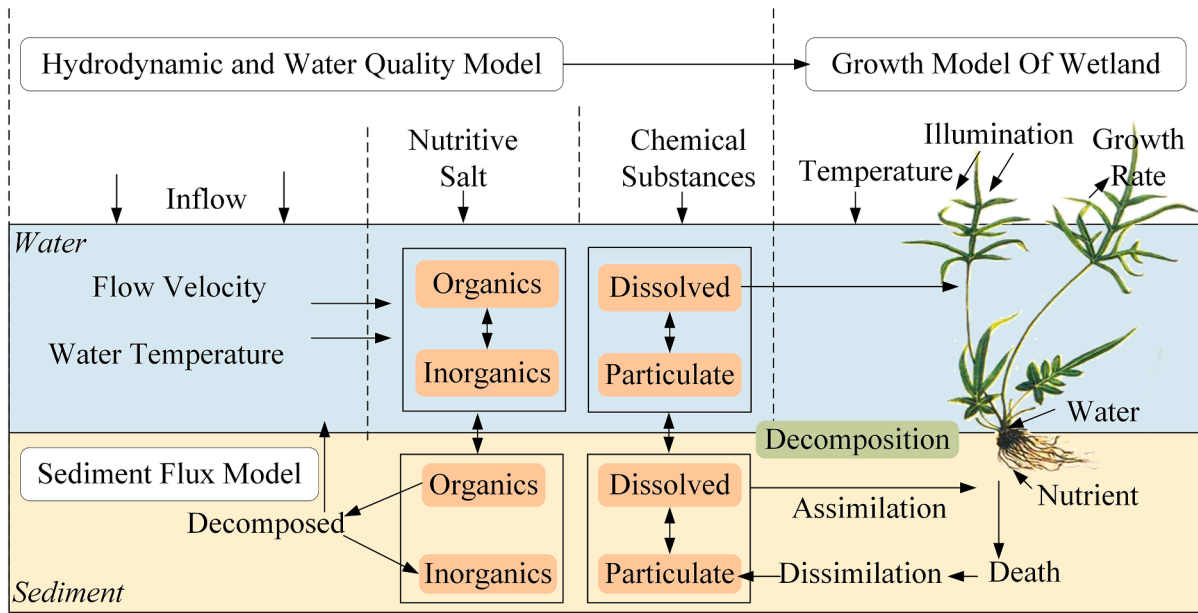 Hydrodynamic and Water Quality Model
Growth Model Of Wetland
Nutritive
Salt
Chemical
Substances
Illumination
Growth
Rate
Temperature
Inflow
Water
Flow Velocity
Water Temperature
Organics
Inorganics
Dissolved
Particulate
Water
Decomposition
Sediment Flux Model
Organics
Dissolved
Nutrient
Assimilation
Decomposed
Inorganics
Particulate
Dissimilation
Death
Sediment